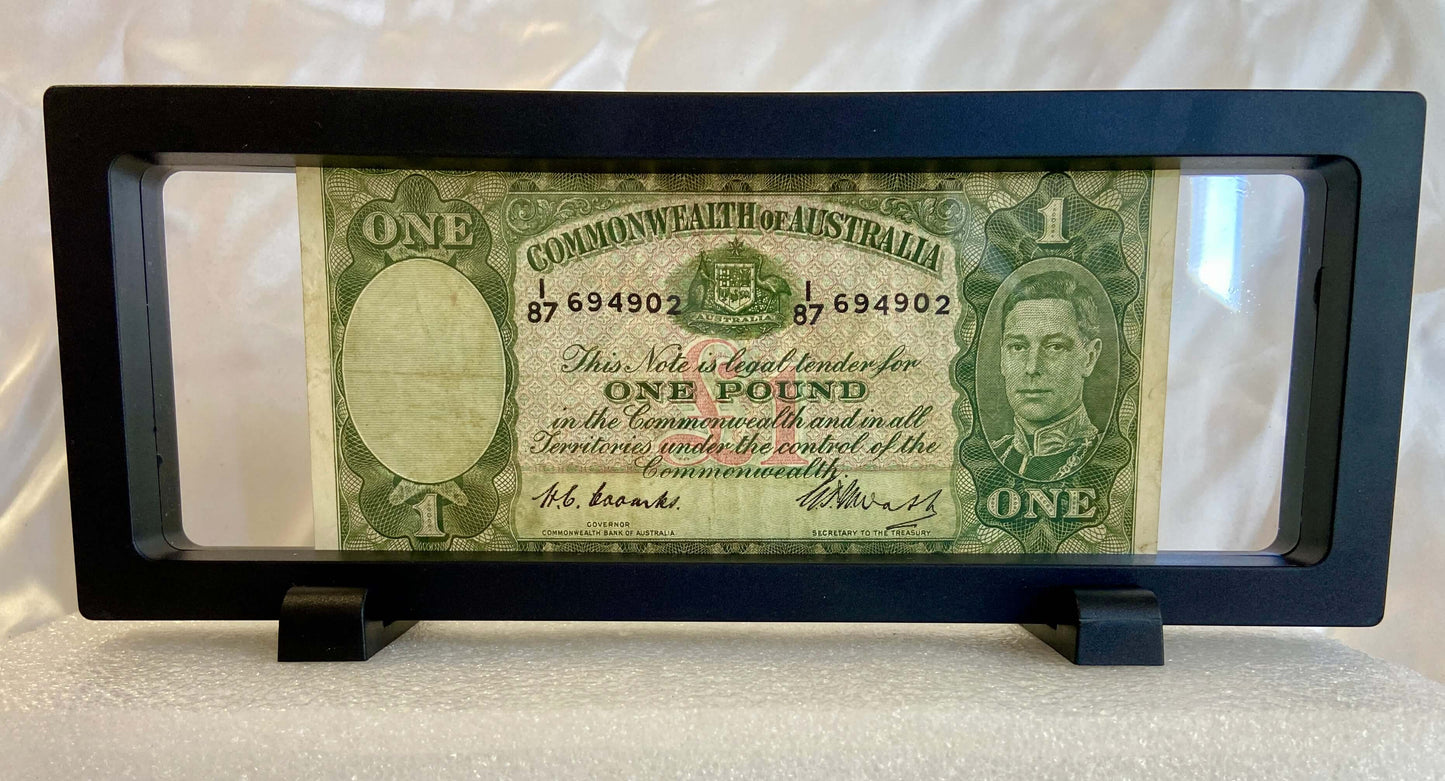 ONE
1
COMMONWEALTH OF AUSTRALIA
I/87 694902
I/87 694902
AUSTRALIA
£1
This Note is legal tender for
ONE POUND
in the Commonwealth and in all
Territories under the control of the
Commonwealth.
H.C. Coombs.
GOVERNOR
COMMONWEALTH BANK OF AUSTRALIA
SECRETARY TO THE TREASURY
1
ONE